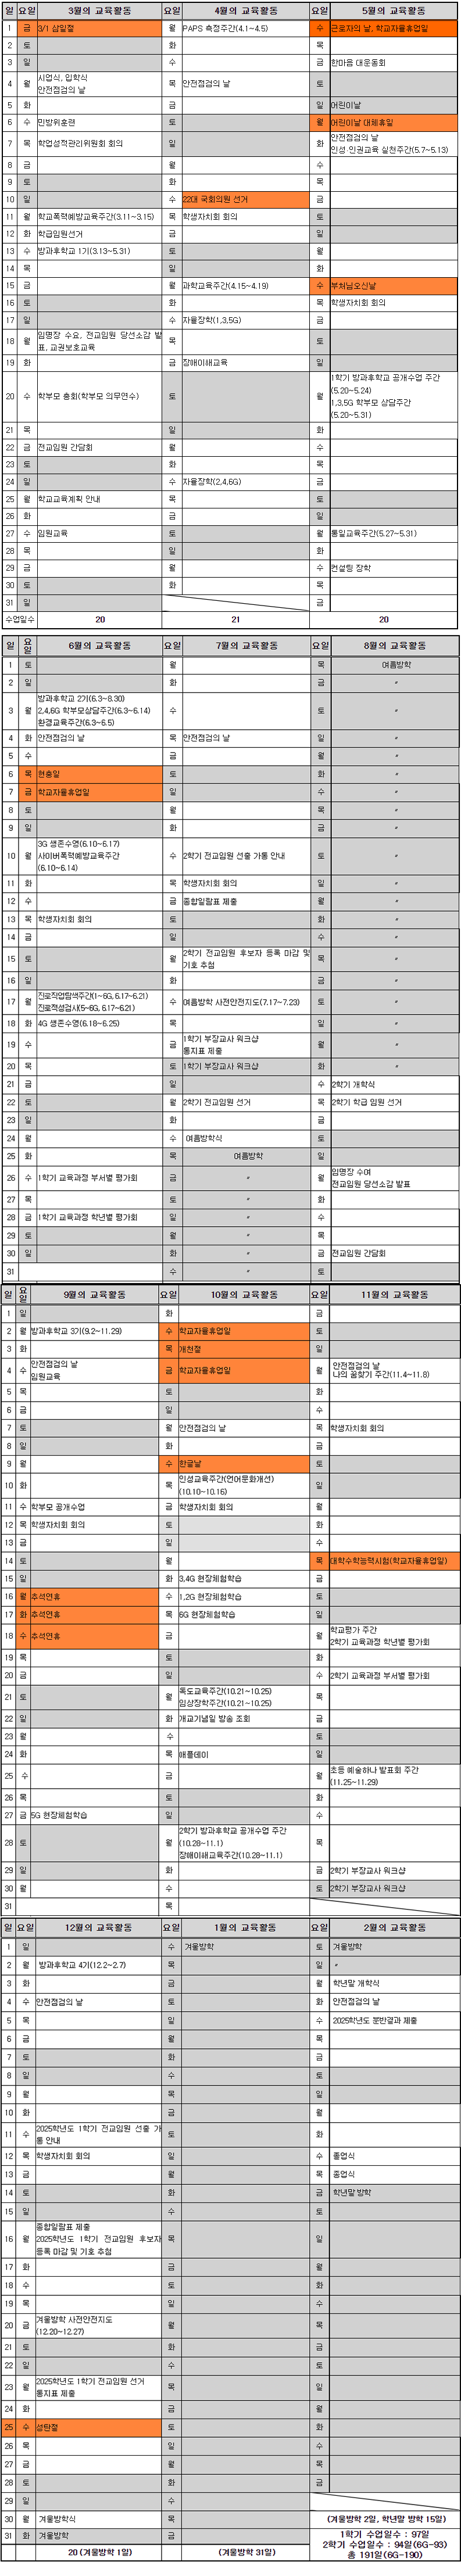 일 요일 3월의 교육활동 요일 4월의 교육활동 요일 5월의 교육활동
1 금 3/1 삼일절 월 PAPS 측정주간(4.1~4.5) 수 근로자의 날, 학교자율휴업일
2 토 화 목
3 일 수 금 한마음 대운동회
4 월 시업식, 입학식
안전점검의 날 목 안전점검의 날 토
5 화 금 일 어린이날
6 수 민방위훈련 토 월 어린이날 대체휴일
7 목 학업성적관리위원회 회의 일 화 안전점검의 날
인성·인권교육 실천주간(5.7~5.13)
8 금 월 수
9 토 화 목
10 일 수 22대 국회의원 선거 금
11 월 학교폭력예방교육주간(3.11~3.15) 목 학생자치회 회의 토
12 화 학급임원선거 금 일
13 수 방과후학교 1기(3.13~5.31) 토 월
14 목 일 화
15 금 월 과학교육주간(4.15~4.19) 수 부처님오신날
16 토 화 목 학생자치회 회의
17 일 수 자율장학(1,3,5G) 금
18 월 임명장 수요, 전교임원 당선소감 발
표, 교권보호교육 목 토
19 화 금 장애이해교육 일
20 수 학부모 총회(학부모 의무연수) 토 월 1학기 방과후학교 공개수업 주간
(5.20~5.24)
1,3,5G 학부모 상담주간
(5.20~5.31)
21 목 일 화
22 금 전교임원 간담회 월 수
23 토 화 목
24 일 수 자율장학(2,4,6G) 금
25 월 학교교육계획 안내 목 토
26 화 금 일
27 수 임원교육 토 월 통일교육주간(5.27~5.31)
28 목 일 화
29 금 월 수 컨설팅 장학
30 토 화 목
31 일 금
수업일수 20 21 20
일 요일 6월의 교육활동 요일 7월의 교육활동 요일 8월의 교육활동
1 토 월 목 여름방학
2 일 화 금 〃
3 월 방과후학교 2기(6.3~8.30)
2,4,6G 학부모상담주간(6.3~6.14)
환경교육주간(6.3~6.5) 수 토 〃
4 화 안전점검의 날 목 안전점검의 날 일 〃
5 수 금 월 〃
6 목 현충일 토 화 〃
7 금 학교자율휴업일 일 수 〃
8 토 월 목 〃
9 일 화 금 〃
10 월 3G 생존수영(6.10~6.17)
사이버폭력예방교육주간
(6.10~6.14) 수 2학기 전교임원 선출 가통 안내 토 〃
11 화 목 학생자치회 회의 일 〃
12 수 금 종합일람표 제출 월 〃
13 목 학생자치회 회의 토 화 〃
14 금 일 수 〃
15 토 월 2학기 전교임원 후보자 등록 마감 및
기호 추첨 목 〃
16 일 화 금 〃
17 월 진로직업탐색주간(1~6G, 6.17~6.21)
진로적성검사(5~6G, 6.17~6.21) 수 여름방학 사전안전지도(7.17~7.23) 토 〃
18 화 4G 생존수영(6.18~6.25) 목 일 〃
19 수 금 1학기 부장교사 워크샵
통지표 제출 월 〃
20 목 토 1학기 부장교사 워크샵 화 〃
21 금 일 수 2학기 개학식
22 토 월 2학기 전교임원 선거 목 2학기 학급 임원 선거
23 일 화 금
24 월 수 여름방학식 토
25 화 목 여름방학 일
26 수 1학기 교육과정 부서별 평가회 금 〃 월 임명장 수여
전교임원 당선소감 발표
27 목 토 〃 화
28 금 1학기 교육과정 학년별 평가회 일 〃 수
29 토 월 〃 목
30 일 화 〃 금 전교임원 간담회
31 수 〃 토
일 요일 9월의 교육활동 요일 10월의 교육활동 요일 11월의 교육활동
1 일 화 금
2 월 방과후학교 3기(9.2~11.29) 수 학교자율휴업일 토
3 화 목 개천절 일
4 수 안전점검의 날
임원교육 금 학교자율휴업일 월 안전점검의 날
나의 꿈찾기 주간(11.4~11.8)
5 목 토 화
6 금 일 수
7 토 월 안전점검의 날 목 학생자치회 회의
8 일 화 금
9 월 수 한글날 토
10 화 목 인성교육주간(언어문화개선)
(10.10~10.16) 일
11 수 학부모 공개수업 금 학생자치회 회의 월
12 목 학생자치회 회의 토 화
13 금 일 수
14 토 월 목 대학수학능력시험(학교자율휴업일)
15 일 화 3,4G 현장체험학습 금
16 월 추석연휴 수 1,2G 현장체험학습 토
17 화 추석연휴 목 6G 현장체험학습 일
18 수 추석연휴 금 월 학교평가 주간
2학기 교육과정 학년별 평가회
19 목 토 화
20 금 일 수 2학기 교육과정 부서별 평가회
21 토 월 독도교육주간(10.21~10.25)
임상장학주간(10.21~10.25) 목
22 일 화 개교기념일 방송 조회 금
23 월 수 토
24 화 목 애플데이 일
25 수 금 월 초등 예술하나 발표회 주간
(11.25~11.29)
26 목 토 화
27 금 5G 현장체험학습 일 수
28 토 월 2학기 방과후학교 공개수업 주간
(10.28~11.1)
장애이해교육주간(10.28~11.1) 목
29 일 화 금 2학기 부장교사 워크샵
30 월 수 토 2학기 부장교사 워크샵
31 목
일 요일 12월의 교육활동 요일 1월의 교육활동 요일 2월의 교육활동
1 일 수 겨울방학 토 겨울방학
2 월 방과후학교 4기(12.2~2.7) 목 일 〃
3 화 금 월 학년말 개학식
4 수 안전점검의 날 토 화 안전점검의 날
5 목 일 수 2025학년도 분반결과 제출
6 금 월 목
7 토 화 금
8 일 수 토
9 월 목 일
10 화 금 월
11 수 2025학년도 1학기 전교임원 선출 가
통 안내 토 화
12 목 학생자치회 회의 일 수 졸업식
13 금 월 목 종업식
14 토 화 금 학년말 방학
15 일 수 토
16 월 종합일람표 제출
2025학년도 1학기 전교임원 후보자
등록 마감 및 기호 추첨 목 일
17 화 금 월
18 수 토 화
19 목 일 수
20 금 겨울방학 사전안전지도
(12.20~12.27) 월 목
21 토 화 금
22 일 수 토
23 월 2025학년도 1학기 전교임원 선거
통지표 제출 목 일
24 화 금 월
25 수 성탄절 토 화
26 목 일 수
27 금 월 목
28 토 화 금
29 일 수
30 월 겨울방학식 목 (겨울방학 2일, 학년말 방학 15일)
31 화 겨울방학 금 1학기 수업일수 : 97일
2학기 수업일수 : 94일(6G-93)
20 (겨울방학 1일) (겨울방학 31일) 총 191일(6G-190)